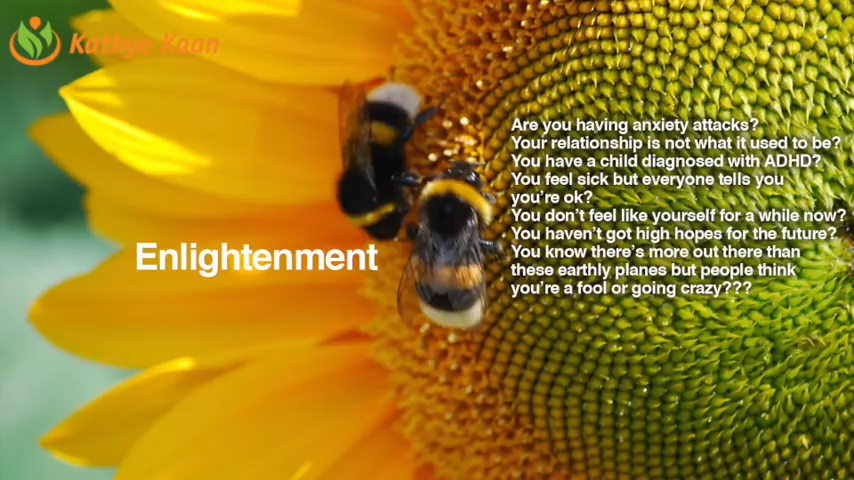 Kathye Kaan
Are you having anxiety attacks?
Your relationship is not what it used to be?
You have a child diagnosed with ADHD?
You feel sick but everyone tells you
you're ok?
You don't feel like yourself for a while now?
You haven't got high hopes for the future?
You know there's more out there than
these earthly planes but people think
you're a fool or going crazy???
Enlightenment